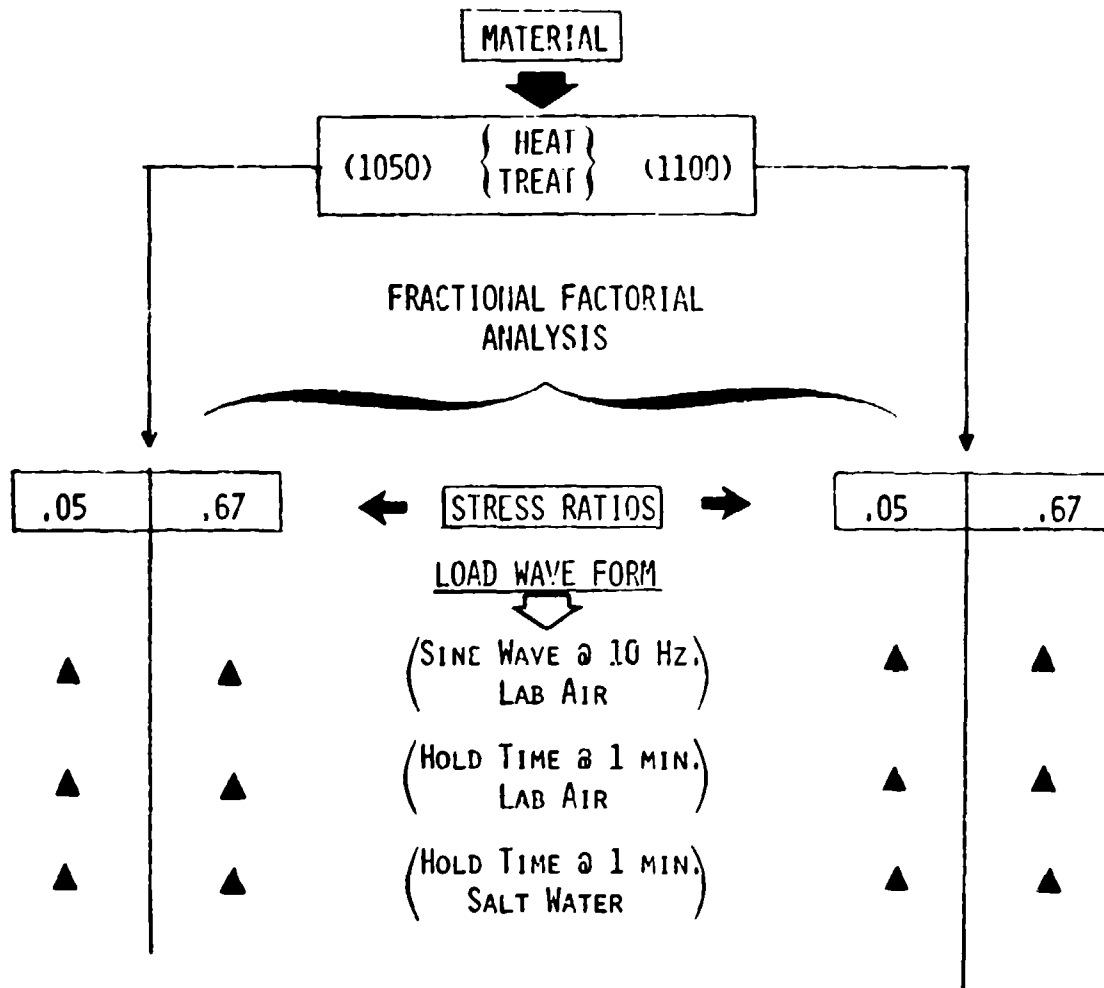 MATERIAL
(1050) { HEAT } (1100)
{ TREAT }
FRACTIONAL FACTORIAL
ANALYSIS
.05 .67 STRESS RATIOS .05 .67
LOAD WAVE FORM
(SINE WAVE @ 10 HZ.)
LAB AIR
(HOLD TIME @ 1 MIN.)
LAB AIR
(HOLD TIME @ 1 MIN.)
SALT WATER